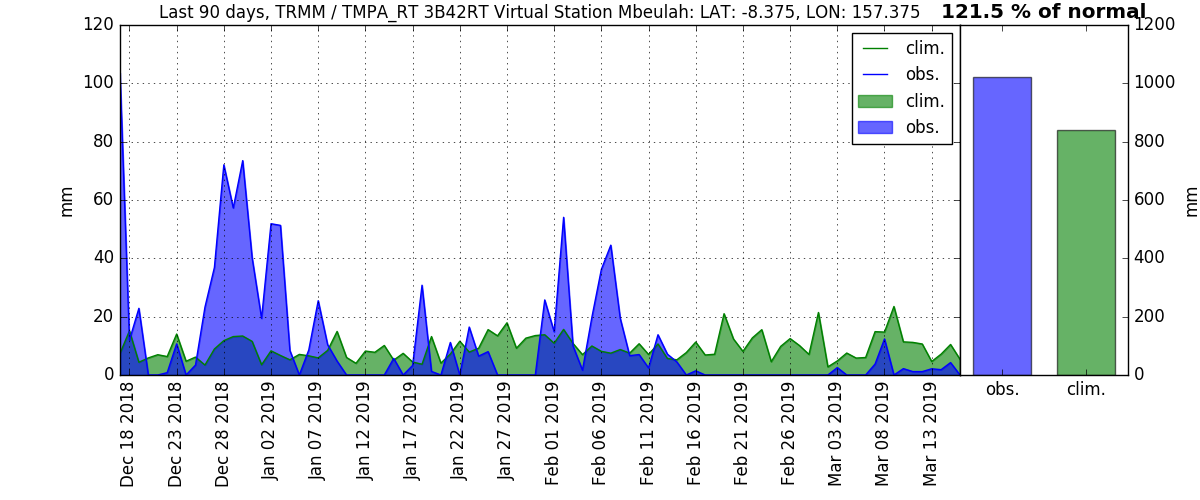 Last 90 days, TRMM / TMPA_RT 3B42RT Virtual Station Mbeulah: LAT: -8.375, LON: 157.375
121.5 % of normal
120
100
80
60
40
20
0
mm
clim.
obs.
clim.
obs.
1200
1000
800
600
400
200
0
mm
Dec 18 2018
Dec 23 2018
Dec 28 2018
Jan 02 2019
Jan 07 2019
Jan 12 2019
Jan 17 2019
Jan 22 2019
Jan 27 2019
Feb 01 2019
Feb 06 2019
Feb 11 2019
Feb 16 2019
Feb 21 2019
Feb 26 2019
Mar 03 2019
Mar 08 2019
Mar 13 2019
obs.
clim.